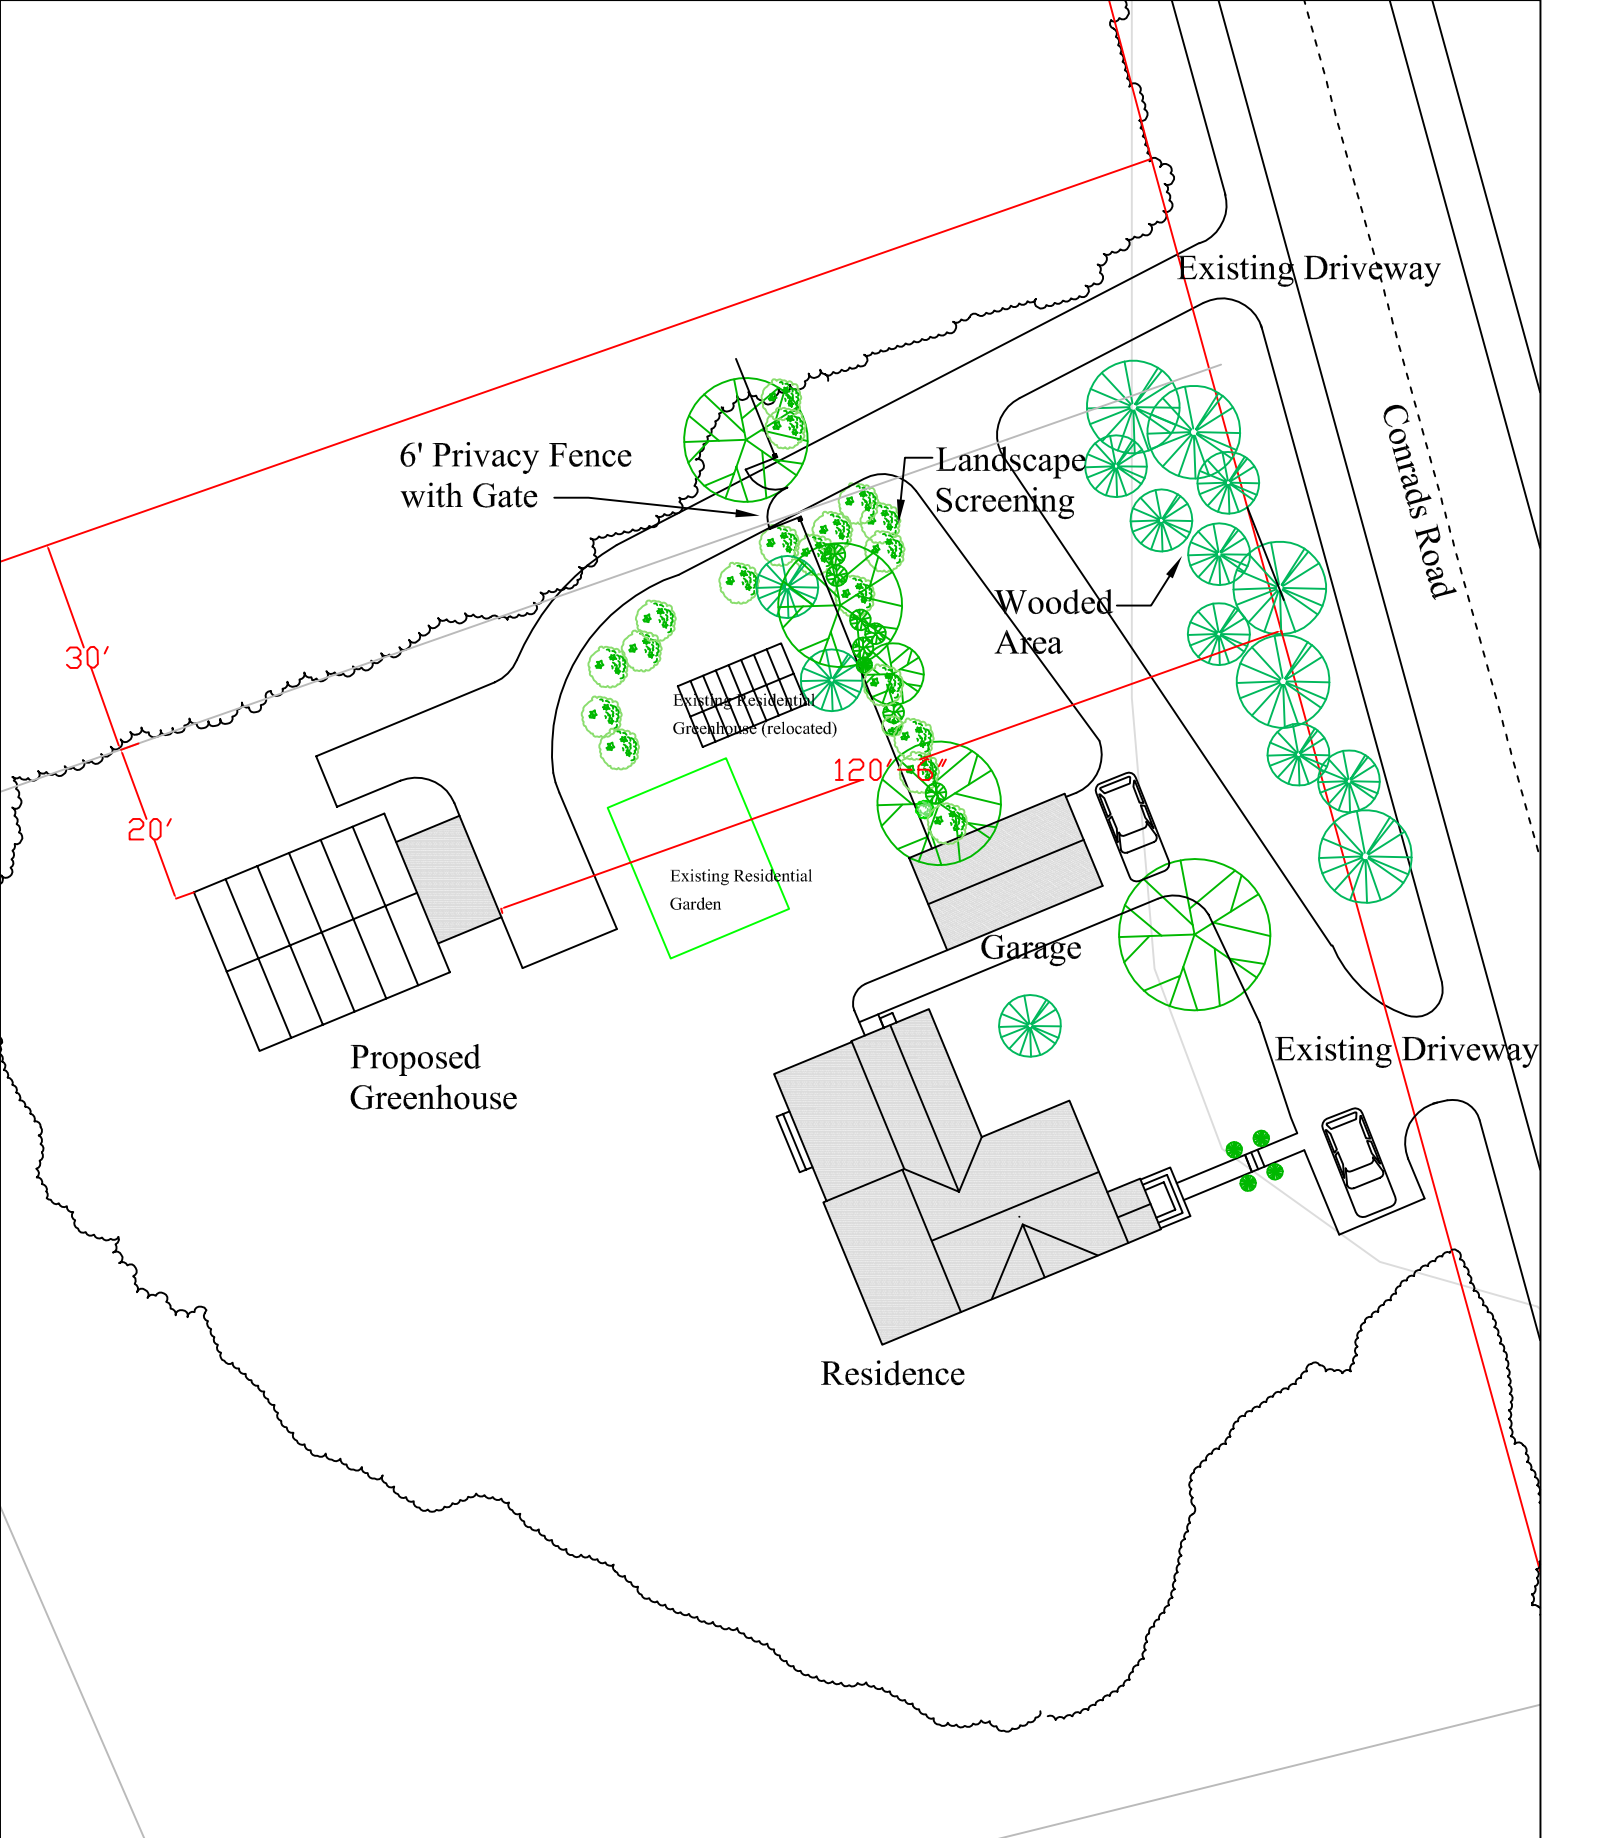 Existing Driveway
6' Privacy Fence
with Gate
Landscape
Screening
Conrads Road
Wooded
Area
30'
Existing Residential
Greenhouse (relocated)
120'-6"
20'
Existing Residential
Garden
Garage
Proposed
Greenhouse
Existing Driveway
Residence